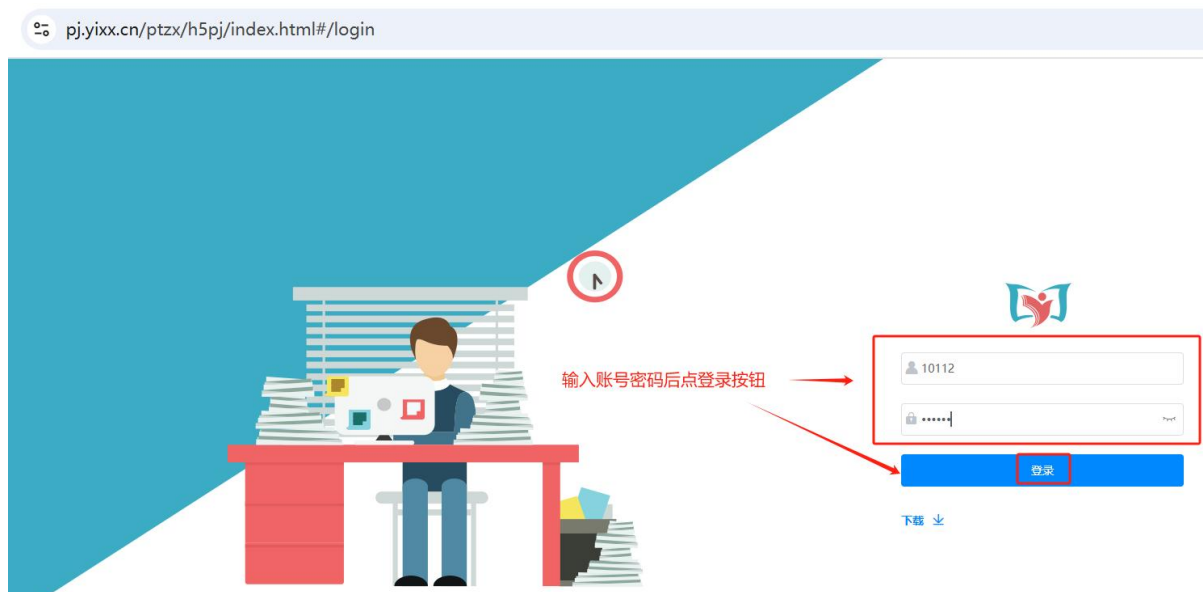 pj.yixx.cn/ptzx/h5pj/index.html#/login
输入账号密码后点登录按钮
10112
••••••
登录
下载